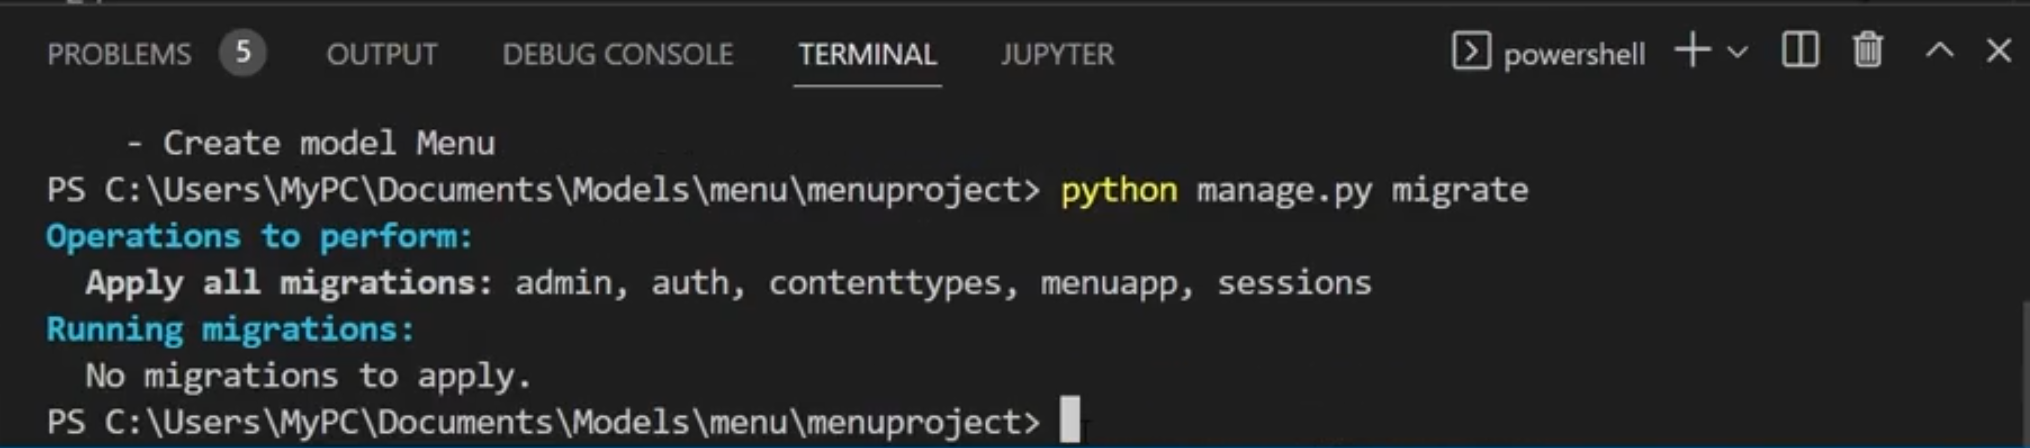 PROBLEMS 5 OUTPUT DEBUG CONSOLE TERMINAL JUPYTER powershell
- Create model Menu
PS C:\Users\MyPC\Documents\Models\menu\menuproject> python manage.py migrate
Operations to perform:
Apply all migrations: admin, auth, contenttypes, menuapp, sessions
Running migrations:
No migrations to apply.
PS C:\Users\MyPC\Documents\Models\menu\menuproject>